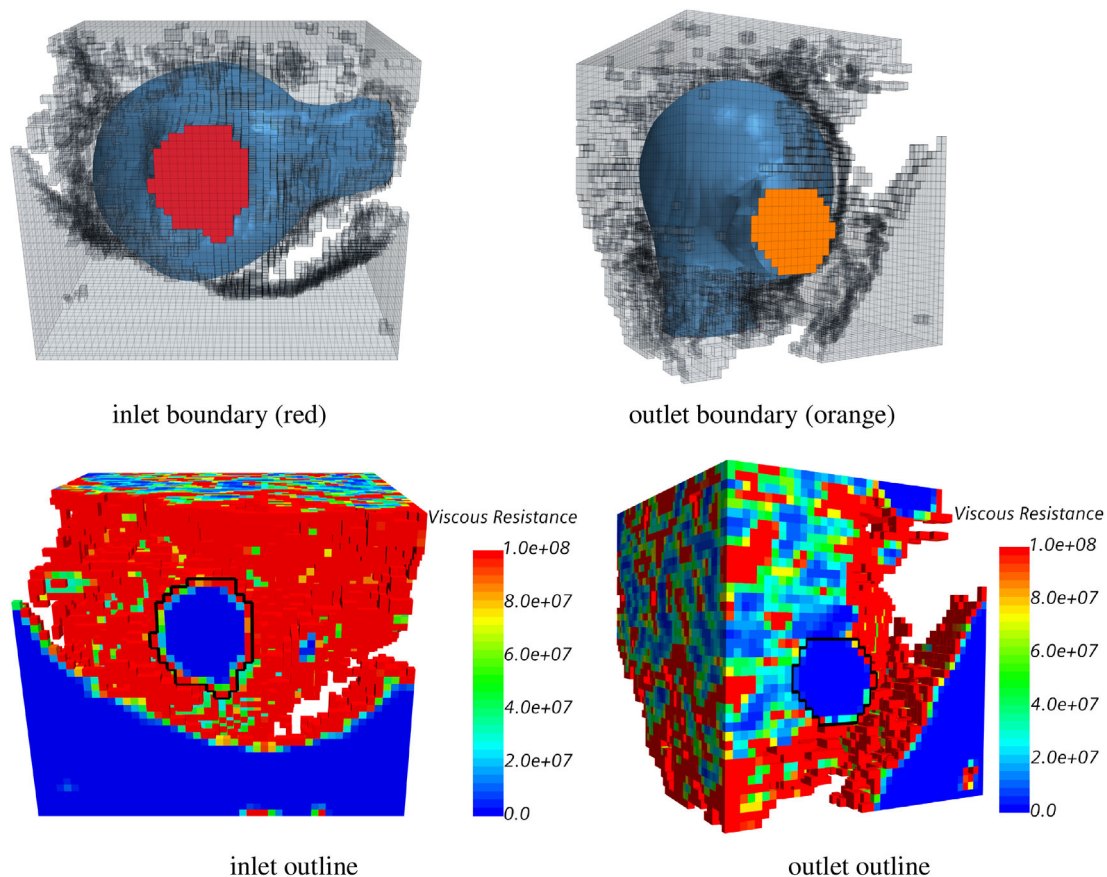 inlet boundary (red)
outlet boundary (orange)
Viscous Resistance
1.0e+08
8.0e+07
6.0e+07
4.0e+07
2.0e+07
0.0
Viscous Resistance
1.0e+08
8.0e+07
6.0e+07
4.0e+07
2.0e+07
0.0
inlet outline
outlet outline